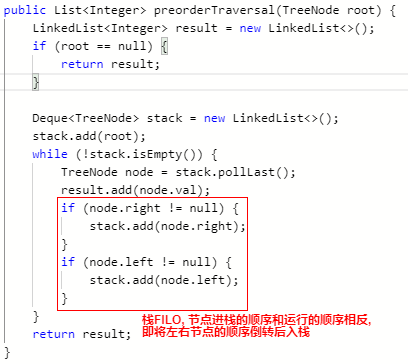 public List<Integer> preorderTraversal(TreeNode root) {
    LinkedList<Integer> result = new LinkedList<>();
    if (root == null) {
        return result;
    }
    Deque<TreeNode> stack = new LinkedList<>();
    stack.add(root);
    while (!stack.isEmpty()) {
        TreeNode node = stack.pollLast();
        result.add(node.val);
        if (node.right != null) {
            stack.add(node.right);
        }
        if (node.left != null) {
            stack.add(node.left);
        }
栈FILO, 节点进栈的顺序和运行的顺序相反,
即将左右节点的顺序倒转后入栈
    }
    return result;
}